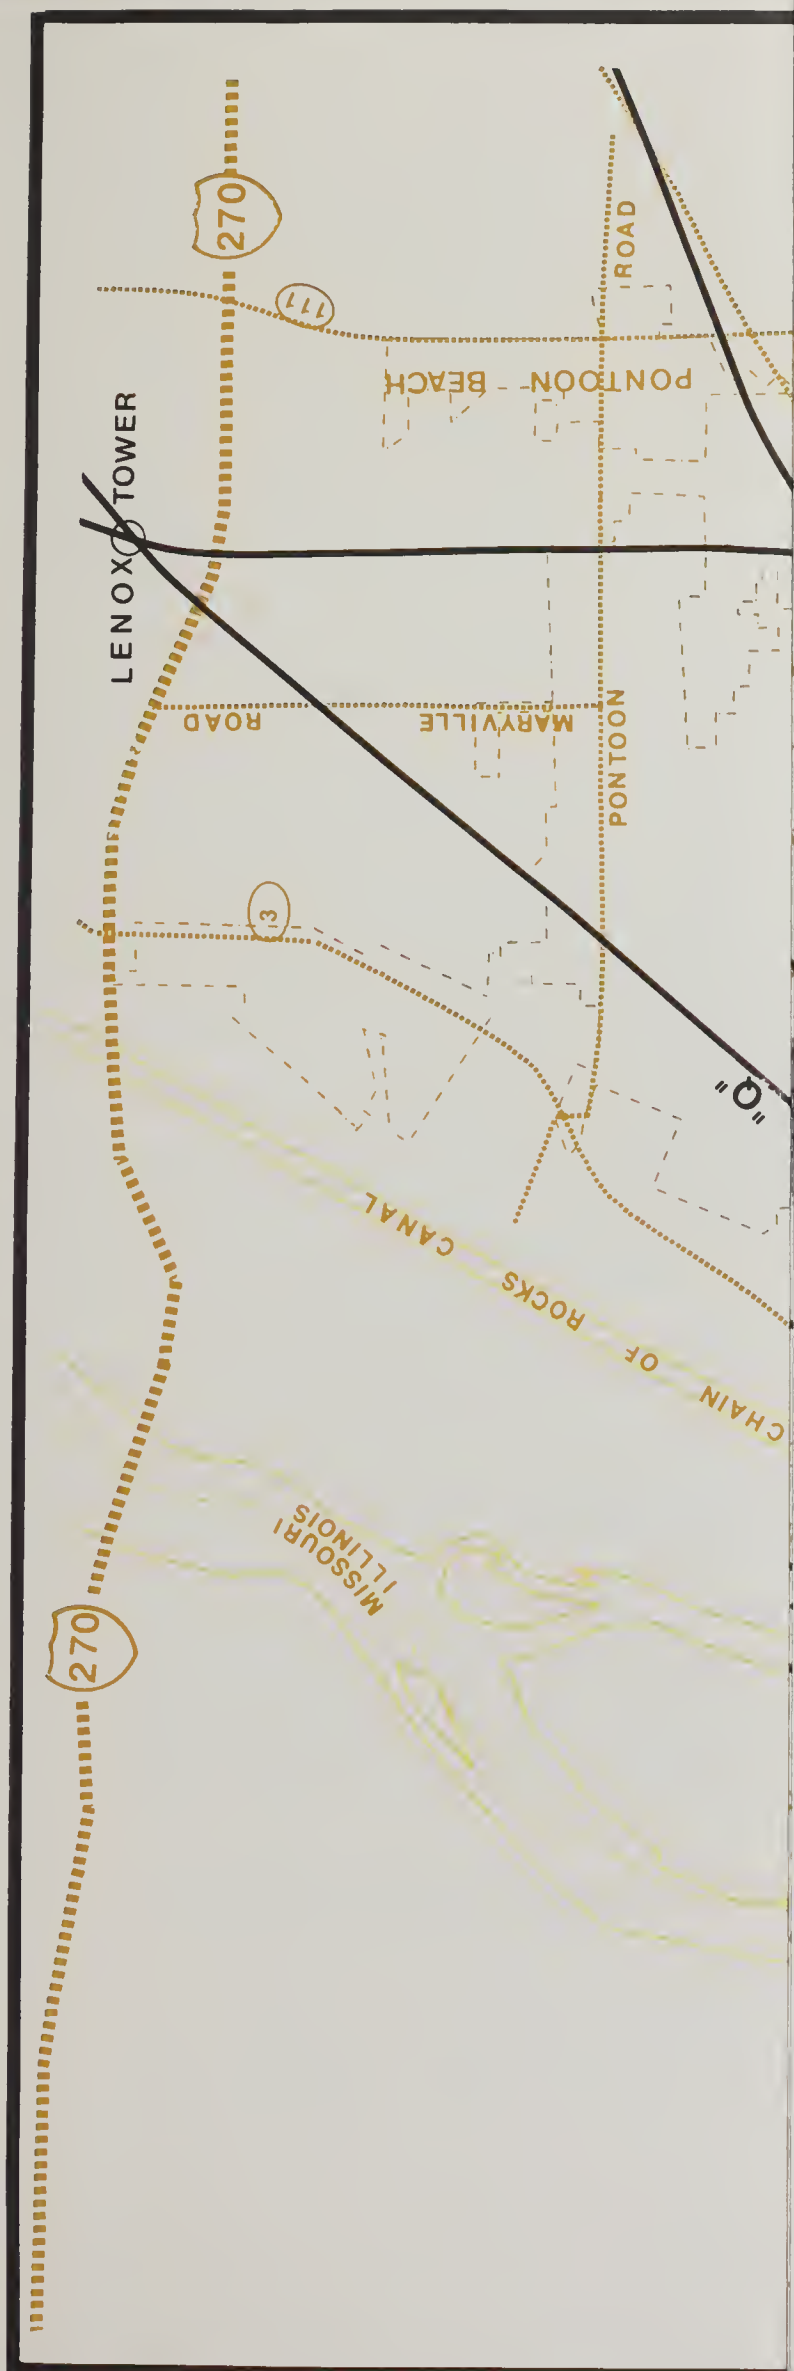 270
111
ROAD
PONTOON BEACH
LENOX TOWER
ROAD
MARYVILLE
PONTOON
3
"Q"
CHAIN OF ROCKS CANAL
MISSOURI
ILLINOIS
270